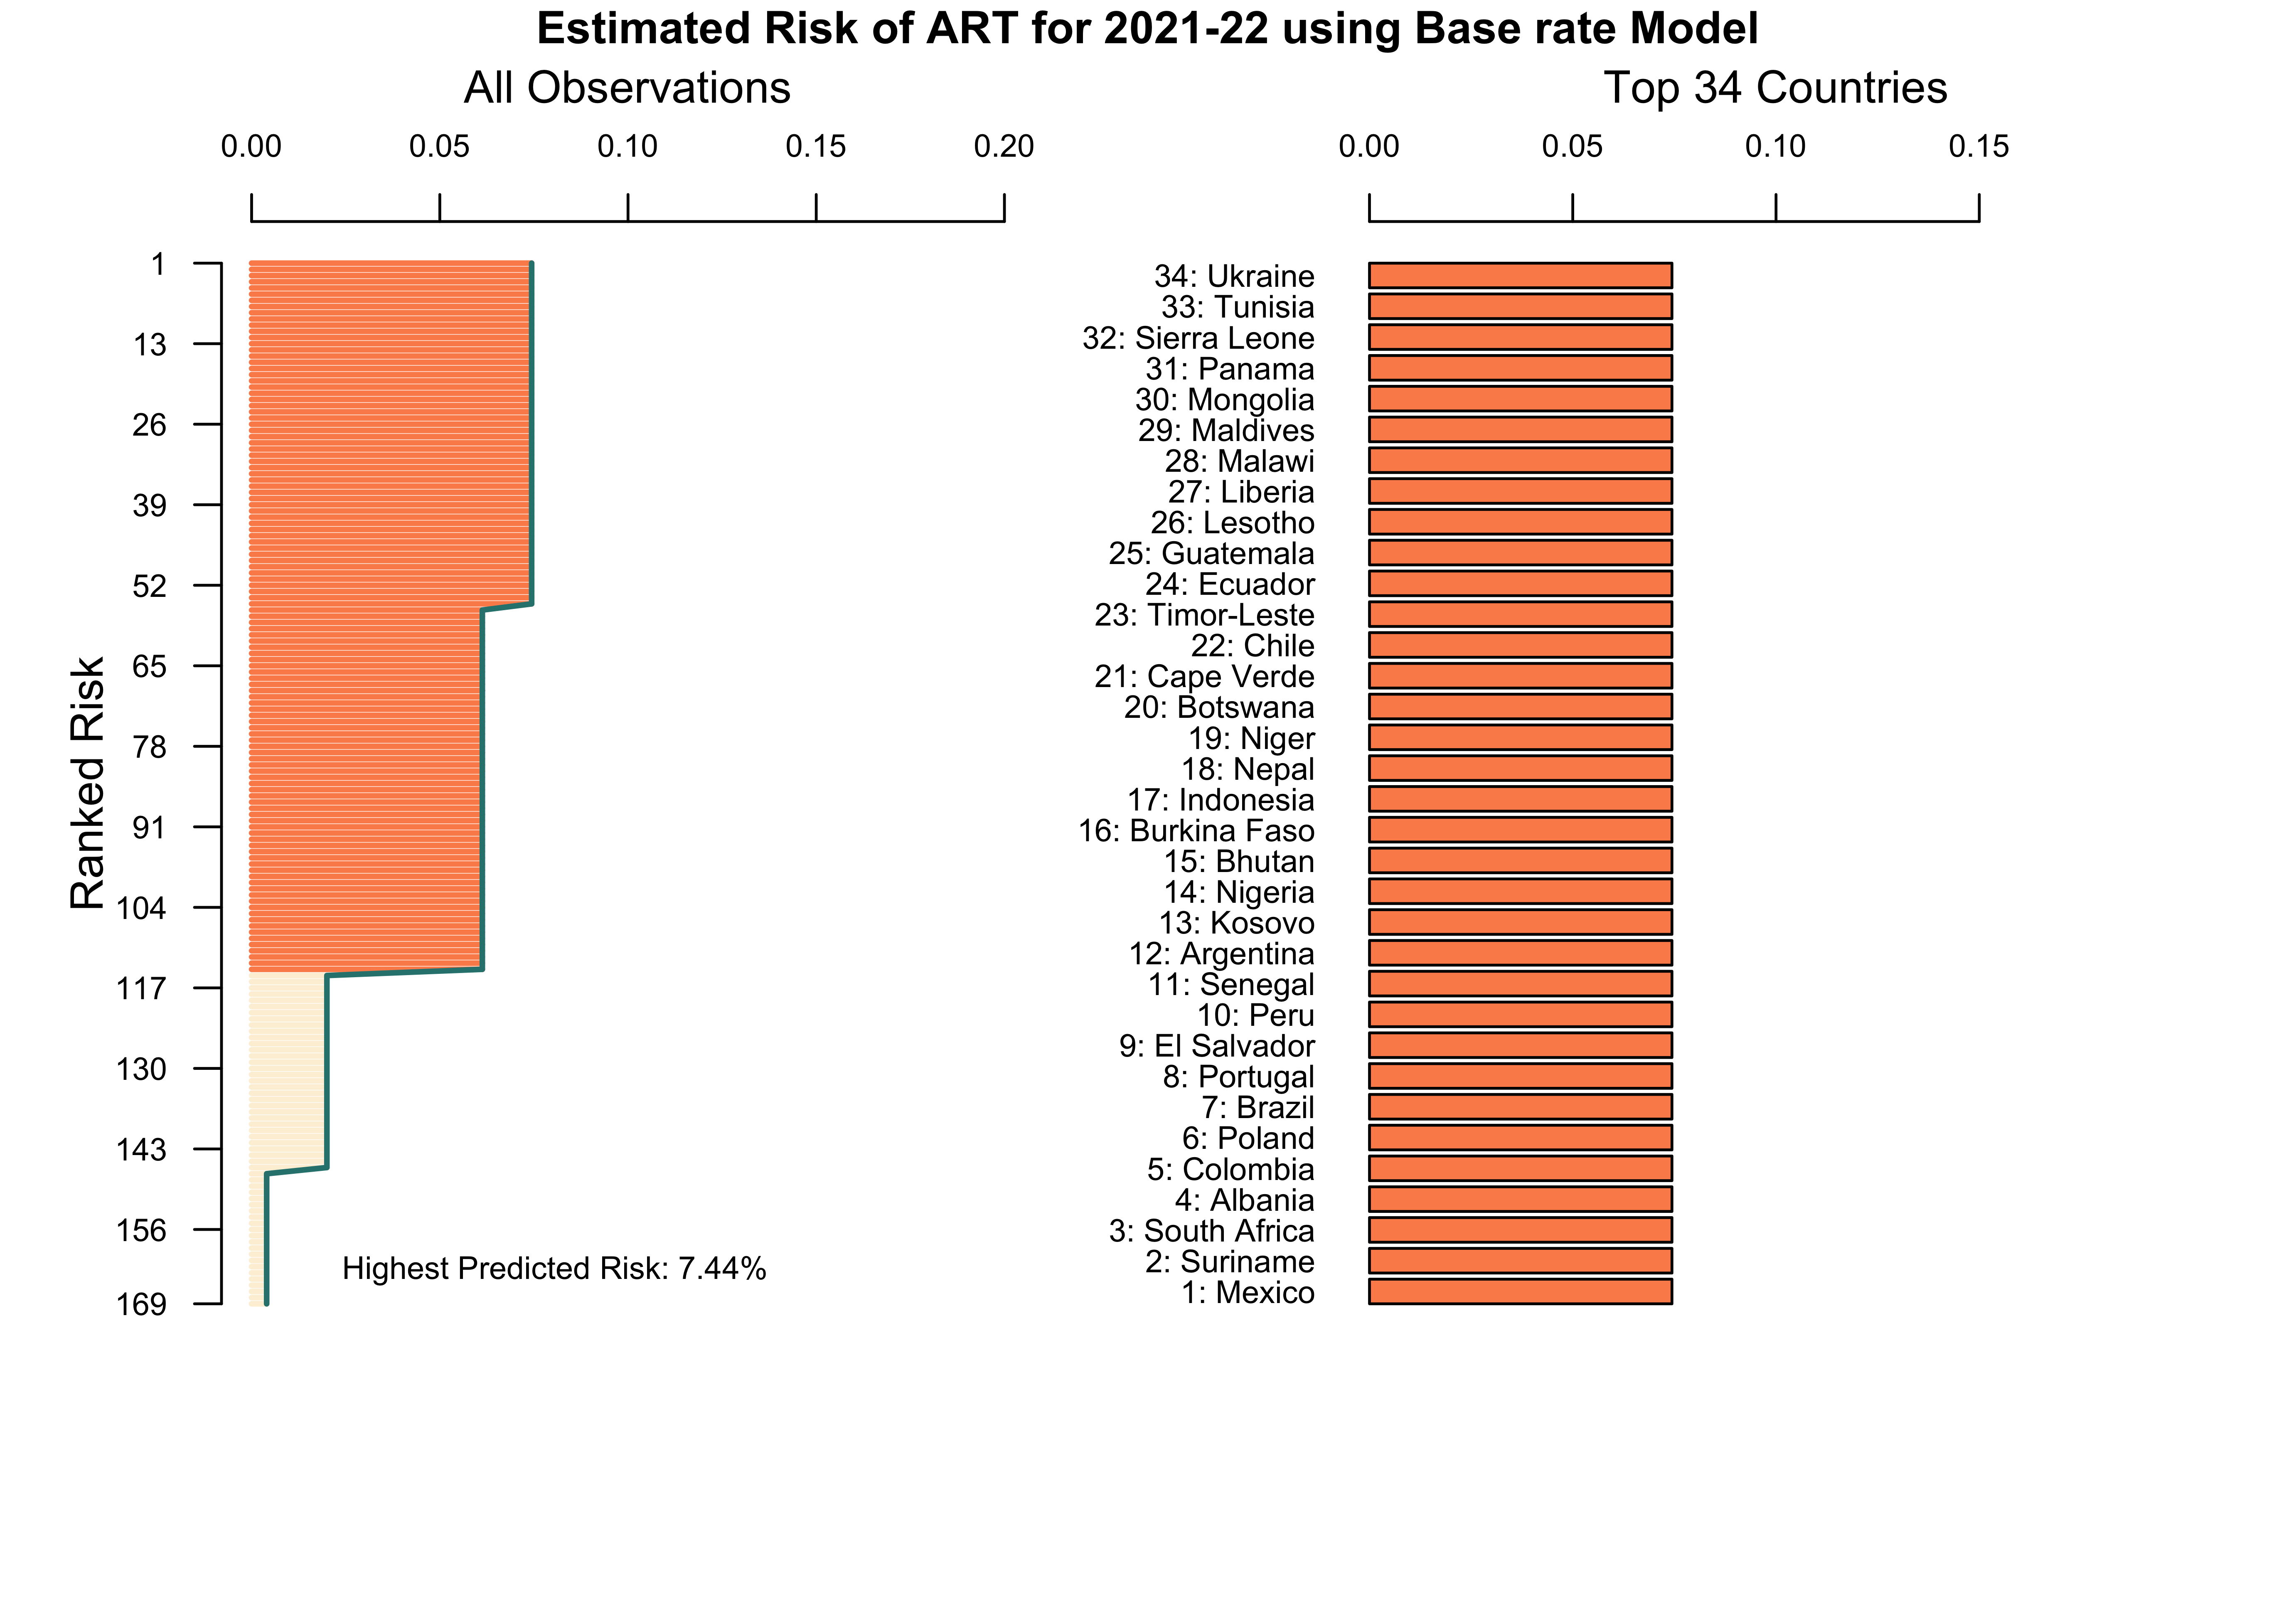 Estimated Risk of ART for 2021-22 using Base rate Model
All Observations
0.00 0.05 0.10 0.15 0.20
Ranked Risk
1
13
26
39
52
65
78
91
104
117
130
143
156
169
Highest Predicted Risk: 7.44%
Top 34 Countries
0.00 0.05 0.10 0.15
34: Ukraine
33: Tunisia
32: Sierra Leone
31: Panama
30: Mongolia
29: Maldives
28: Malawi
27: Liberia
26: Lesotho
25: Guatemala
24: Ecuador
23: Timor-Leste
22: Chile
21: Cape Verde
20: Botswana
19: Niger
18: Nepal
17: Indonesia
16: Burkina Faso
15: Bhutan
14: Nigeria
13: Kosovo
12: Argentina
11: Senegal
10: Peru
9: El Salvador
8: Portugal
7: Brazil
6: Poland
5: Colombia
4: Albania
3: South Africa
2: Suriname
1: Mexico